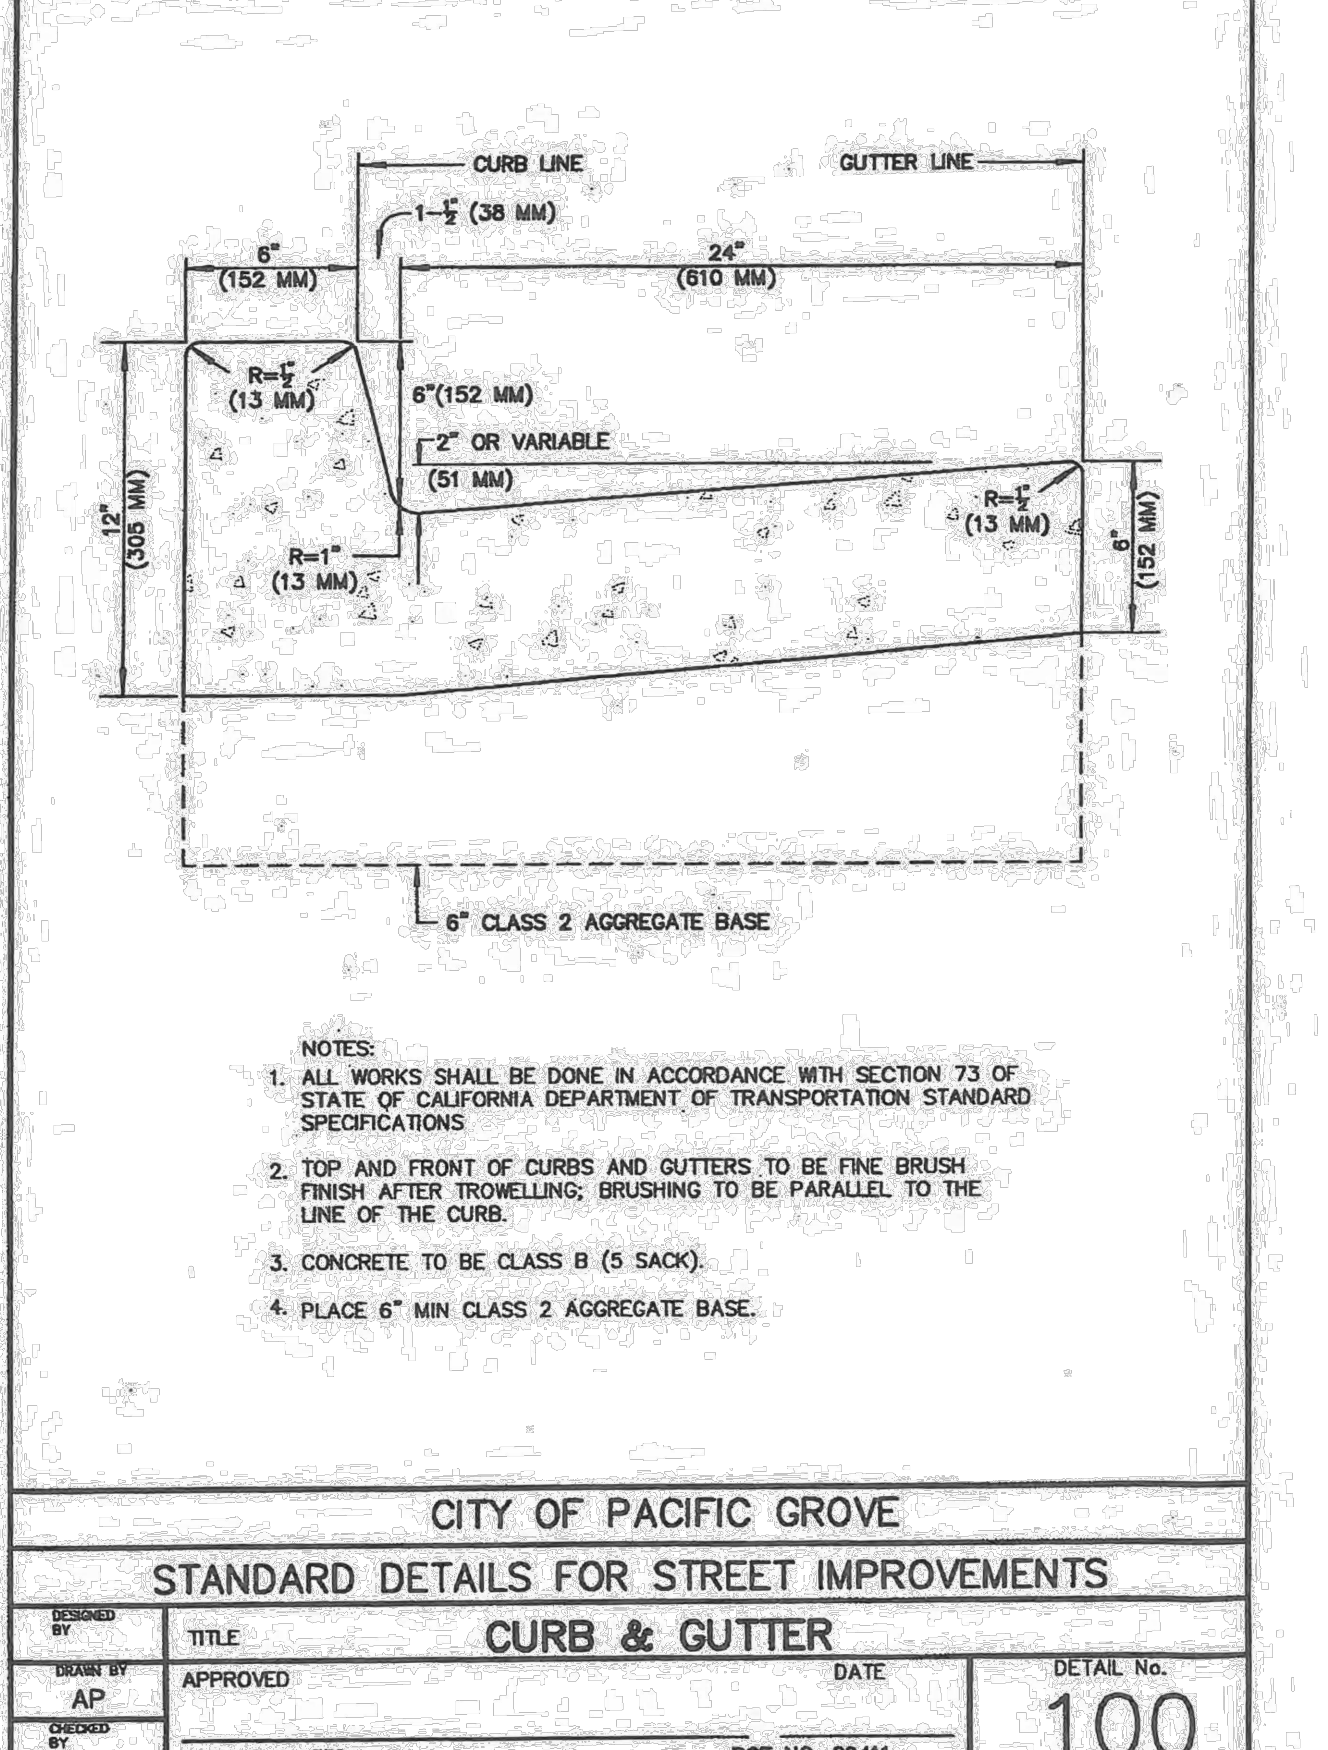 CURB LINE
GUTTER LINE
1-1/2" (38 MM)
6"
(152 MM)
24"
(610 MM)
R=1/2"
(13 MM)
6"(152 MM)
2" OR VARIABLE
(51 MM)
12"
(305 MM)
R=1"
(13 MM)
R=1/2"
(13 MM)
6"
(152 MM)
6" CLASS 2 AGGREGATE BASE
NOTES:
1. ALL WORKS SHALL BE DONE IN ACCORDANCE WITH SECTION 73 OF
STATE OF CALIFORNIA DEPARTMENT OF TRANSPORTATION STANDARD
SPECIFICATIONS
2. TOP AND FRONT OF CURBS AND GUTTERS TO BE FINE BRUSH
FINISH AFTER TROWELLING; BRUSHING TO BE PARALLEL TO THE
LINE OF THE CURB.
3. CONCRETE TO BE CLASS B (5 SACK).
4. PLACE 6" MIN CLASS 2 AGGREGATE BASE.
CITY OF PACIFIC GROVE
STANDARD DETAILS FOR STREET IMPROVEMENTS
DESIGNED
BY
TITLE
CURB & GUTTER
DRAWN BY
AP
APPROVED
DATE
DETAIL No.
100
CHECKED
BY